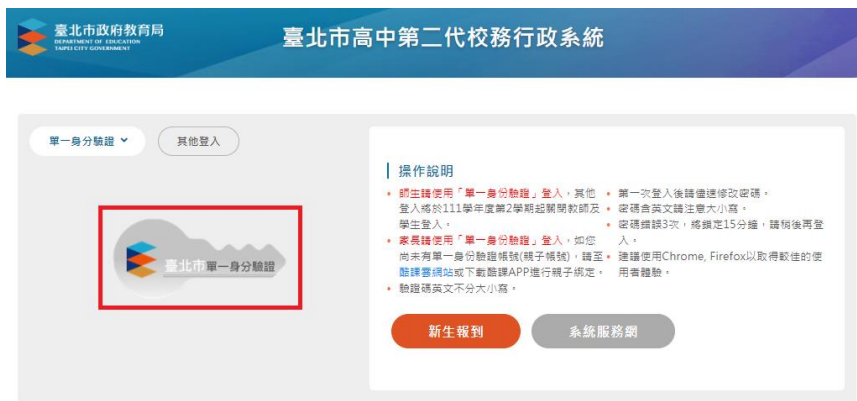 臺北市政府教育局
DEPARTMENT OF EDUCATION
TAIPEI CITY GOVERNMENT
臺北市高中第二代校務行政系統
單一身分驗證
其他登入
臺北市單一身分驗證
操作說明
• 師生請使用「單一身份驗證」登入，其他
登入將於111學年度第2學期起關閉教師及
學生登入。
• 家長請使用「單一身份驗證」登入，如您
尚未有單一身份驗證帳號(親子帳號)，請至
酷課雲網站或下載酷課APP進行親子綁定。
• 驗證碼英文不分大小寫。
• 第一次登入後請儘速修改密碼。
• 密碼含英文請注意大小寫。
• 密碼錯誤3次，將鎖定15分鐘，請稍後再登
入。
• 建議使用Chrome, Firefox以取得較佳的使
用者體驗。
新生報到
系統服務網